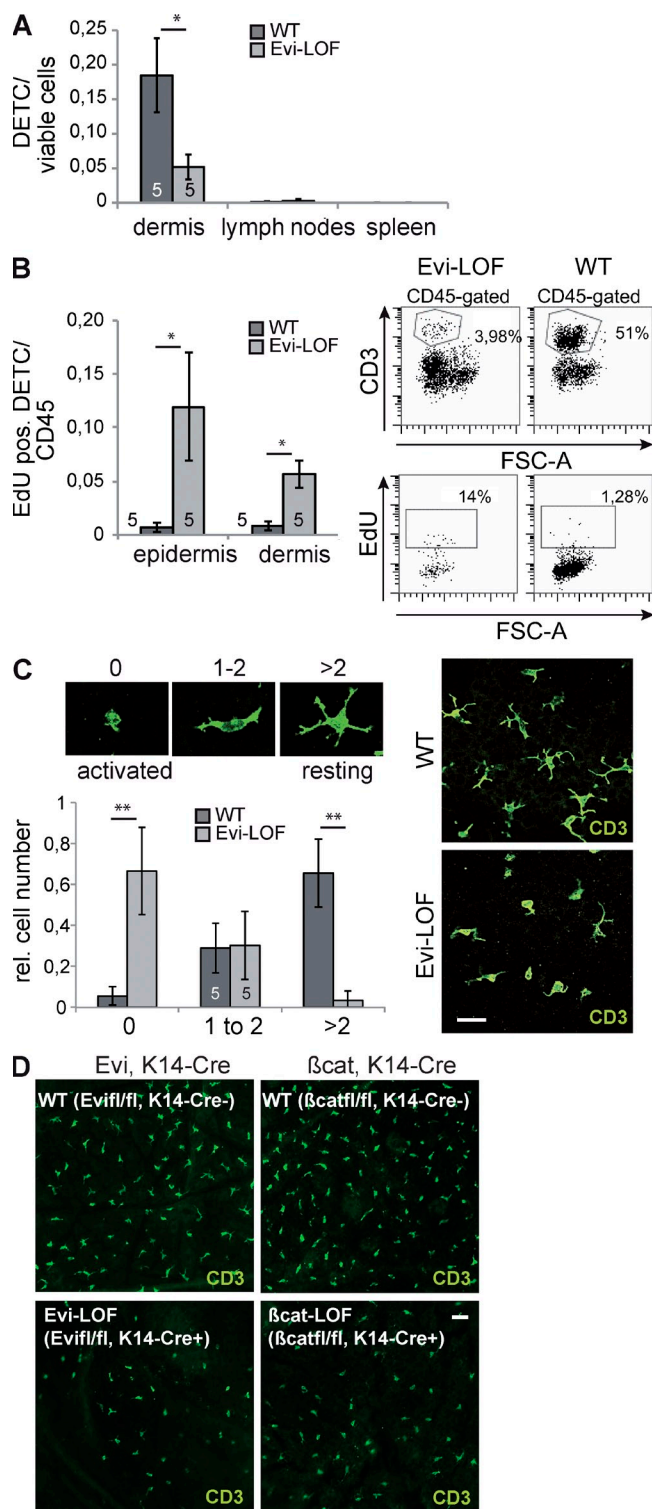 A
DETC/
viable cells
0,25
0,20
0,15
0,10
0,05
0
*
WT
Evi-LOF
5
5
dermis
lymph nodes
spleen
B
EdU pos. DETC/
CD45
0,20
0,15
0,10
0,05
0
WT
Evi-LOF
*
*
5
5
5
5
epidermis
dermis
Evi-LOF
WT
CD45-gated
CD45-gated
CD3
3,98%
51%
FSC-A
EdU
14%
1,28%
FSC-A
C
0
1-2
>2
activated
resting
rel. cell number
1
0,8
0,6
0,4
0,2
0
**
WT
Evi-LOF
**
5
5
0
1 to 2
>2
WT
CD3
Evi-LOF
CD3
D
Evi, K14-Cre
ßcat, K14-Cre
WT (Evifl/fl, K14-Cre-)
CD3
WT (ßcatfl/fl, K14-Cre-)
CD3
Evi-LOF
(Evifl/fl, K14-Cre+)
CD3
ßcat-LOF
(ßcatfl/fl, K14-Cre+)
CD3